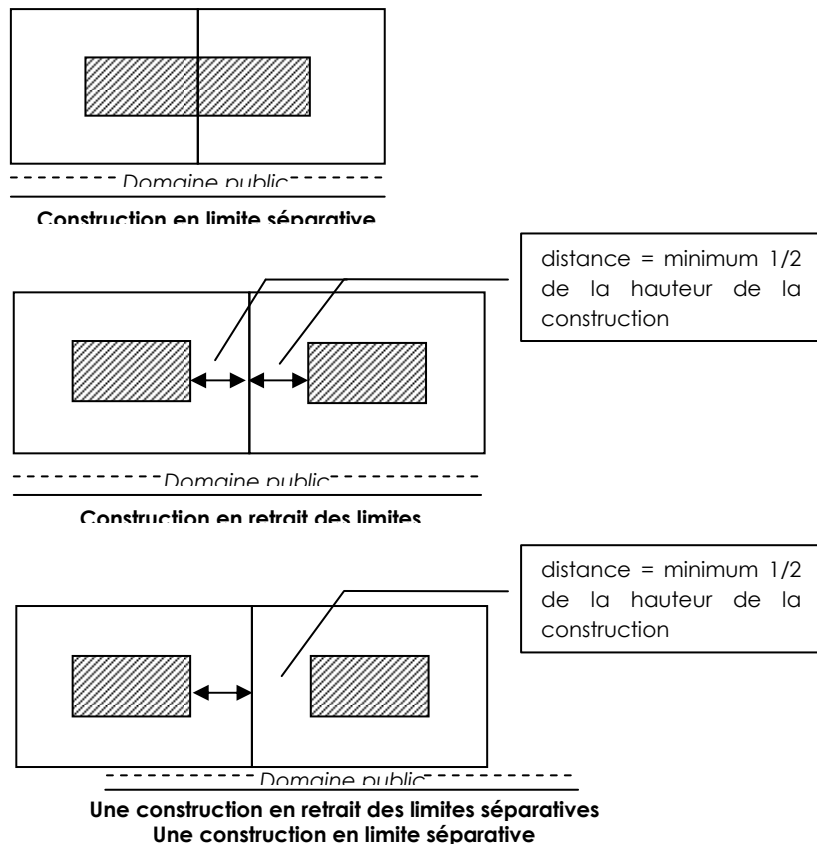 Domaine public
Construction en limite séparative
distance = minimum 1/2
de la hauteur de la
construction
Domaine public
Construction en retrait des limites
distance = minimum 1/2
de la hauteur de la
construction
Domaine public
Une construction en retrait des limites séparatives
Une construction en limite séparative